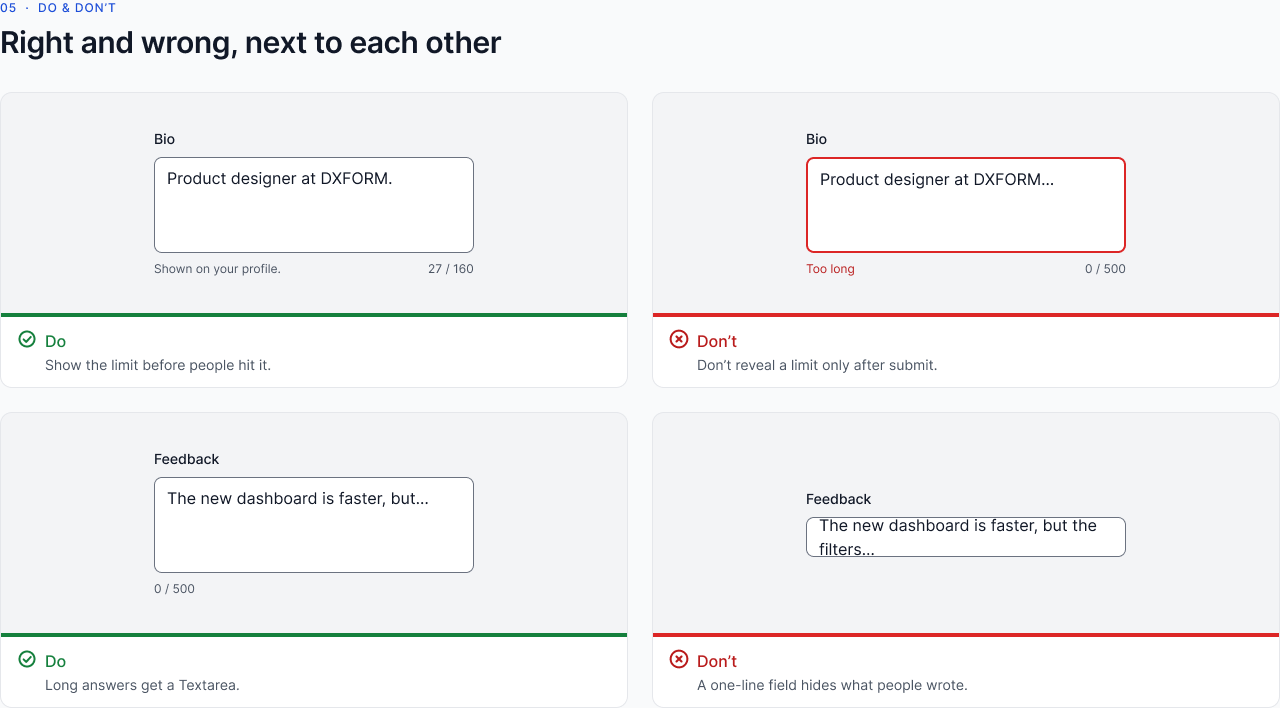 05 · DO & DON’T
Right and wrong, next to each other
Bio
Product designer at DXFORM.
Shown on your profile.
27 / 160
Do
Show the limit before people hit it.
Bio
Product designer at DXFORM…
Too long
0 / 500
Don’t
Don’t reveal a limit only after submit.
Feedback
The new dashboard is faster, but…
0 / 500
Do
Long answers get a Textarea.
Feedback
The new dashboard is faster, but the
filters…
Don’t
A one-line field hides what people wrote.